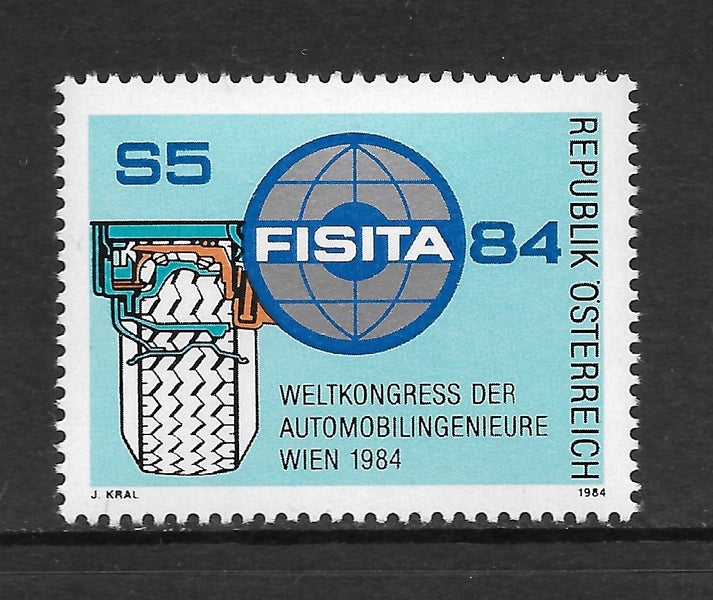 S5
FISITA 84
REPUBLIK ÖSTERREICH
WELTKONGRESS DER
AUTOMOBILINGENIEURE
WIEN 1984
J. KRAL
1984